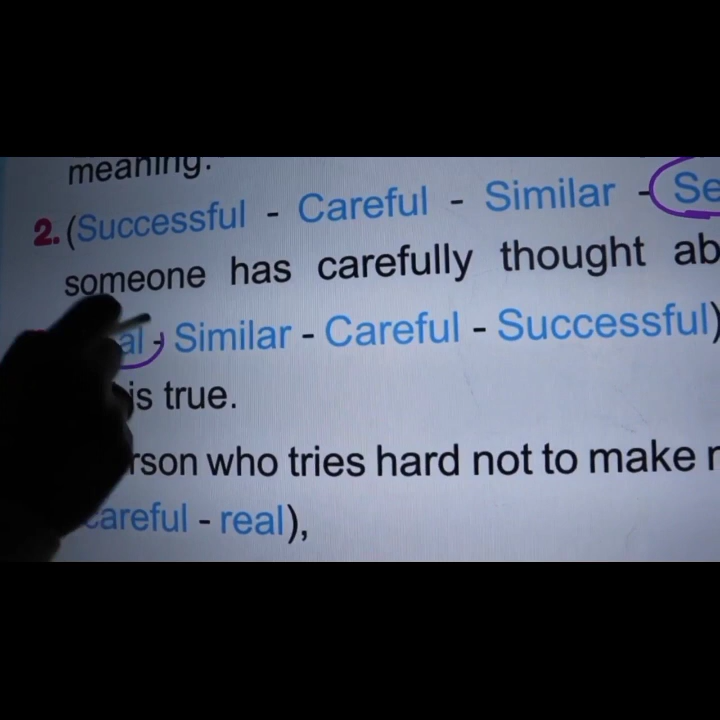 meaning.
2. (Successful - Careful - Similar - Se
someone has carefully thought ab
al - Similar - Careful - Successful)
is true.
rson who tries hard not to make
careful - real),